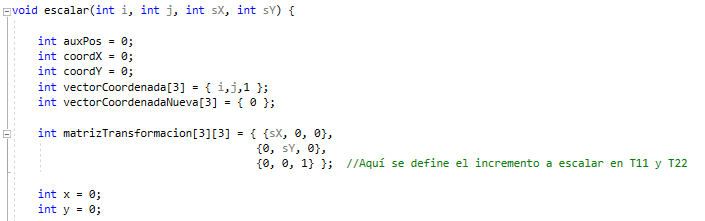 void escalar(int i, int j, int sX, int sY) {
int auxPos = 0;
int coordX = 0;
int coordY = 0;
int vectorCoordenada[3] = { i,j,1 };
int vectorCoordenadaNueva[3] = { 0 };
int matrizTransformacion[3][3] = { {sX, 0, 0},
{0, sY, 0},
{0, 0, 1} }; //Aquí se define el incremento a escalar en T11 y T22
int x = 0;
int y = 0;